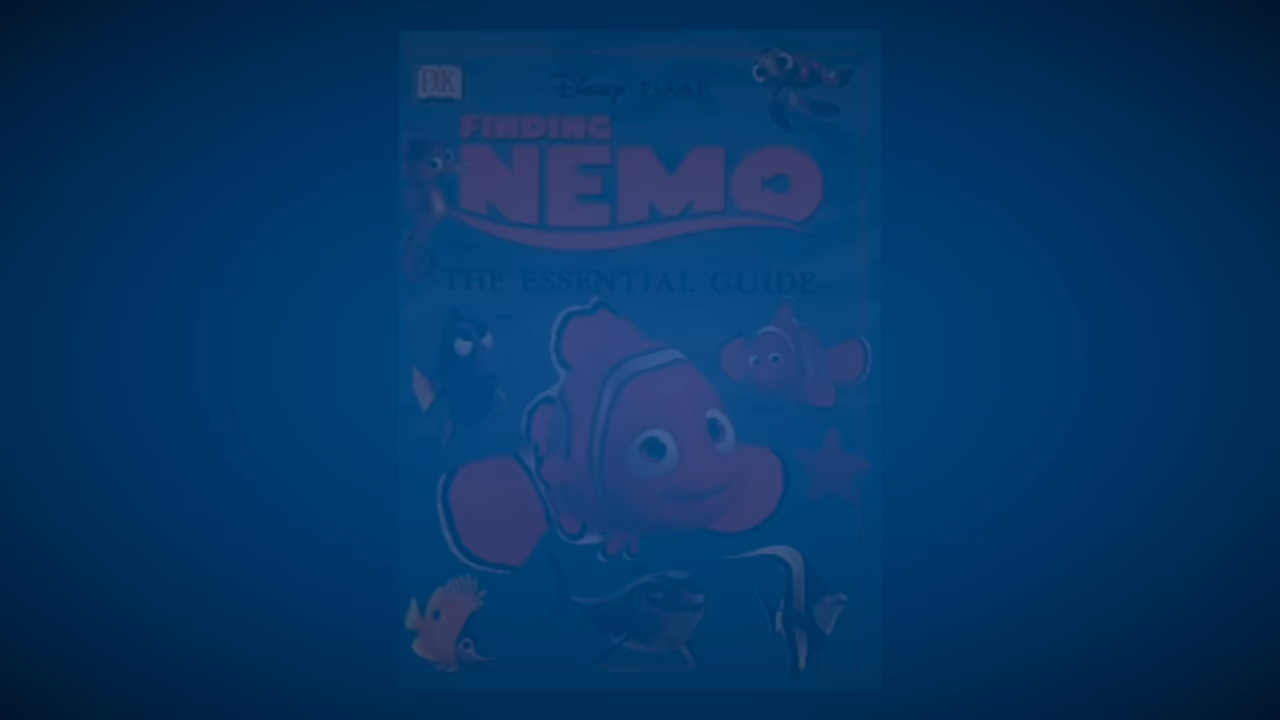 DK
Disney PIXAR
FINDING
NEMO
THE ESSENTIAL GUIDE